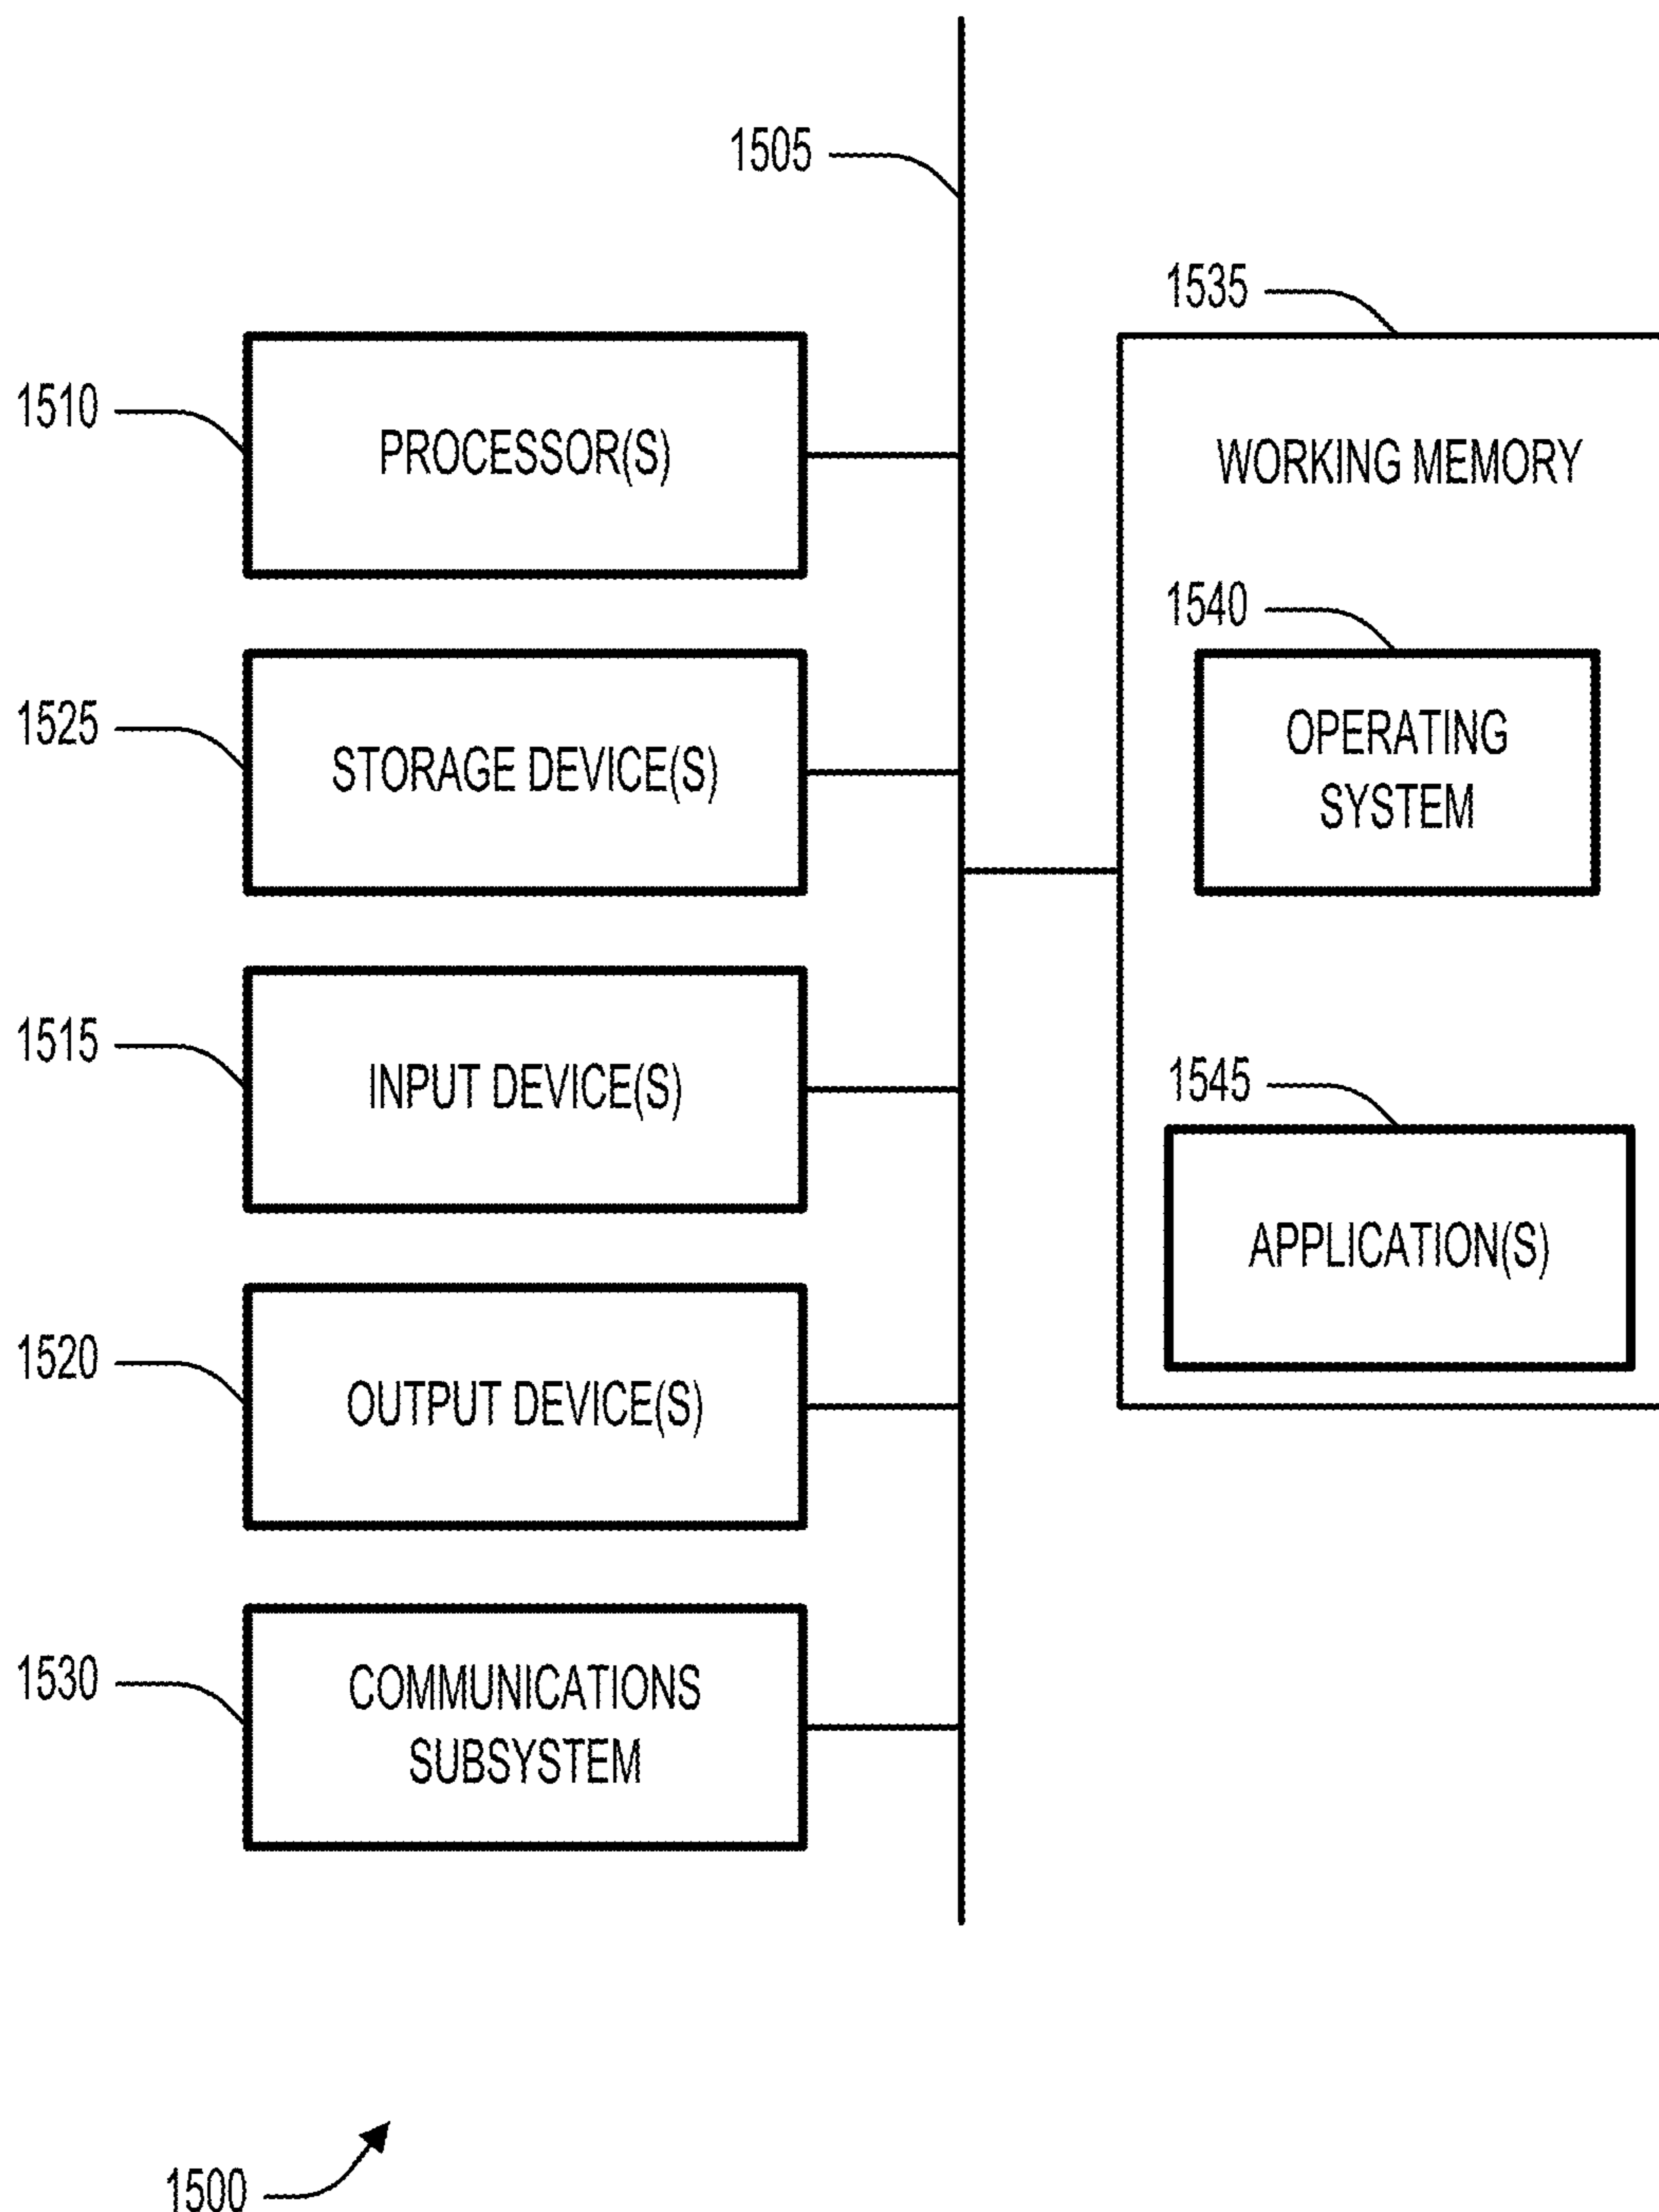 1505
1535
1510
PROCESSOR(S)
WORKING MEMORY
1540
1525
STORAGE DEVICE(S)
OPERATING
SYSTEM
1515
INPUT DEVICE(S)
1545
APPLICATION(S)
1520
OUTPUT DEVICE(S)
1530
COMMUNICATIONS
SUBSYSTEM
1500